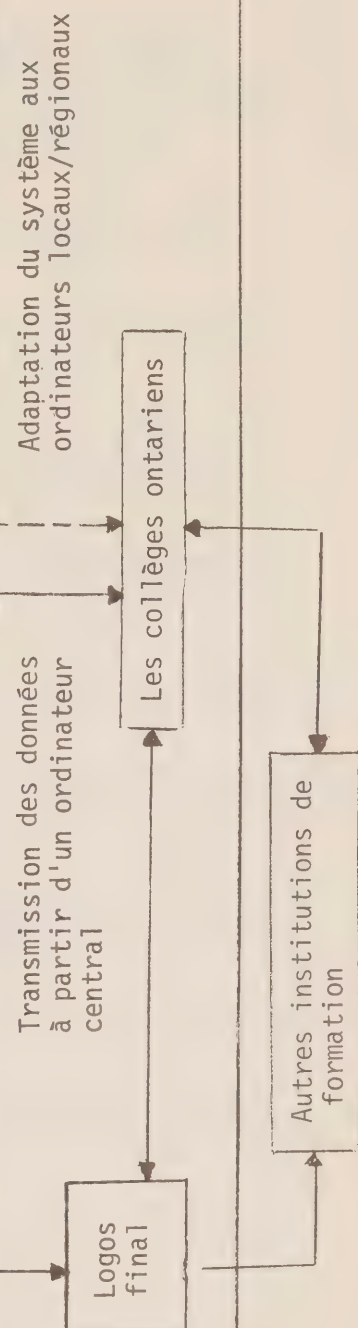 Adaptation du système aux
ordinateurs locaux/régionaux
Transmission des données
à partir d'un ordinateur
central
Les collèges ontariens
Logos
final
Autres institutions de
formation